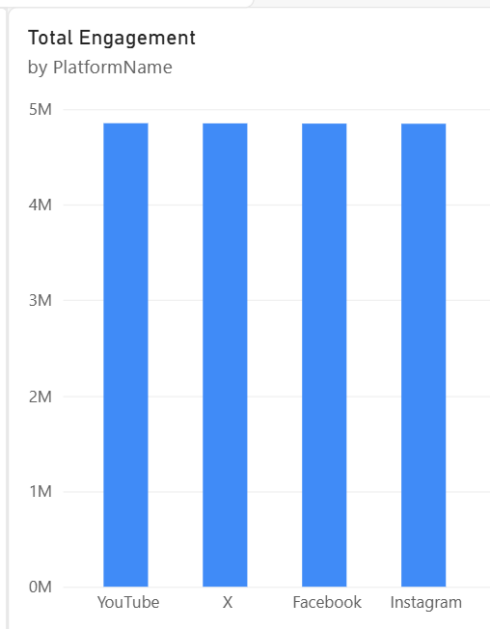 Total Engagement
by PlatformName
5M
4M
3M
2M
1M
0M
YouTube X Facebook Instagram